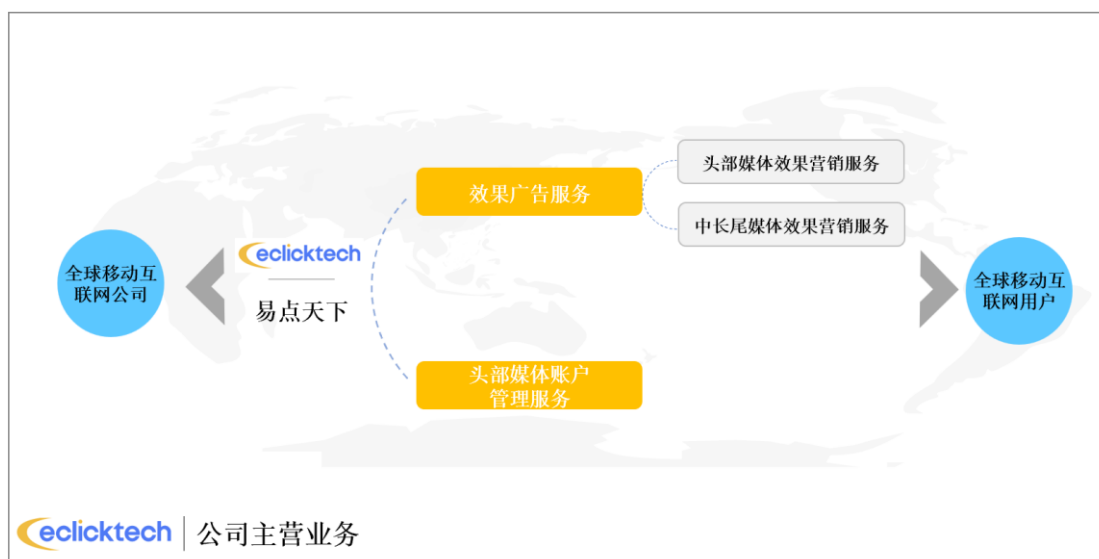 头部媒体效果营销服务
效果广告服务
中长尾媒体效果营销服务
eclicktech
全球移动互
联网公司
易点天下
全球移动互
联网用户
头部媒体账户
管理服务
eclicktech
公司主营业务